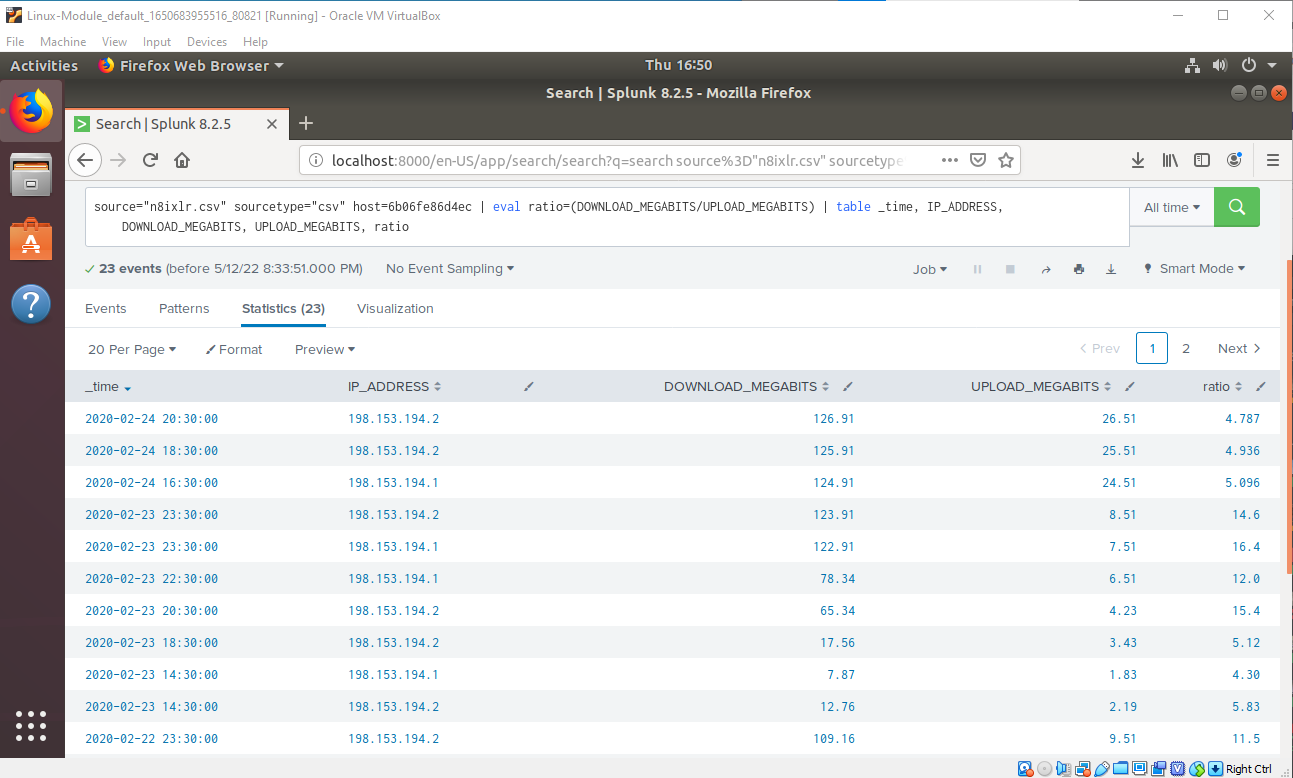 Linux-Module_default_1650683955516_80821 [Running] - Oracle VM VirtualBox
File Machine View Input Devices Help
Activities Firefox Web Browser Thu 16:50
Search | Splunk 8.2.5 - Mozilla Firefox
Search | Splunk 8.2.5
localhost:8000/en-US/app/search/search?q=search source%3D"n8ixlr.csv" sourcetype
source="n8ixlr.csv" sourcetype="csv" host=6b06fe86d4ec | eval ratio=(DOWNLOAD_MEGABITS/UPLOAD_MEGABITS) | table _time, IP_ADDRESS,
DOWNLOAD_MEGABITS, UPLOAD_MEGABITS, ratio
All time
23 events (before 5/12/22 8:33:51.000 PM) No Event Sampling Job Smart Mode
Events Patterns Statistics (23) Visualization
20 Per Page Format Preview < Prev 1 2 Next >
_time IP_ADDRESS DOWNLOAD_MEGABITS UPLOAD_MEGABITS ratio
2020-02-24 20:30:00 198.153.194.2 126.91 26.51 4.787
2020-02-24 18:30:00 198.153.194.2 125.91 25.51 4.936
2020-02-24 16:30:00 198.153.194.1 124.91 24.51 5.096
2020-02-23 23:30:00 198.153.194.2 123.91 8.51 14.6
2020-02-23 23:30:00 198.153.194.1 122.91 7.51 16.4
2020-02-23 22:30:00 198.153.194.1 78.34 6.51 12.0
2020-02-23 20:30:00 198.153.194.2 65.34 4.23 15.4
2020-02-23 18:30:00 198.153.194.2 17.56 3.43 5.12
2020-02-23 14:30:00 198.153.194.1 7.87 1.83 4.30
2020-02-23 14:30:00 198.153.194.2 12.76 2.19 5.83
2020-02-22 23:30:00 198.153.194.2 109.16 9.51 11.5
Right Ctrl